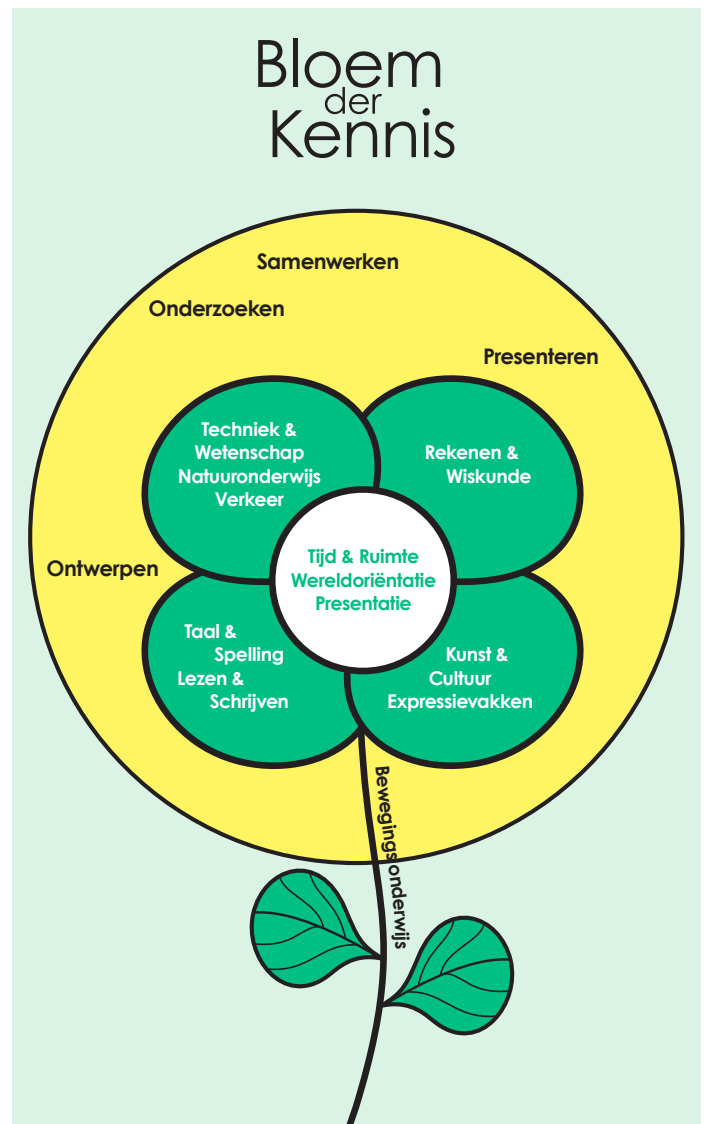 Bloem
der
Kennis
Samenwerken
Onderzoeken
Presenteren
Techniek &
Wetenschap
Natuuronderwijs
Verkeer
Rekenen &
Wiskunde
Tijd & Ruimte
Wereldoriëntatie
Presentatie
Ontwerpen
Taal &
Spelling
Lezen &
Schrijven
Kunst &
Cultuur
Expressievakken
Bewegingsonderwijs